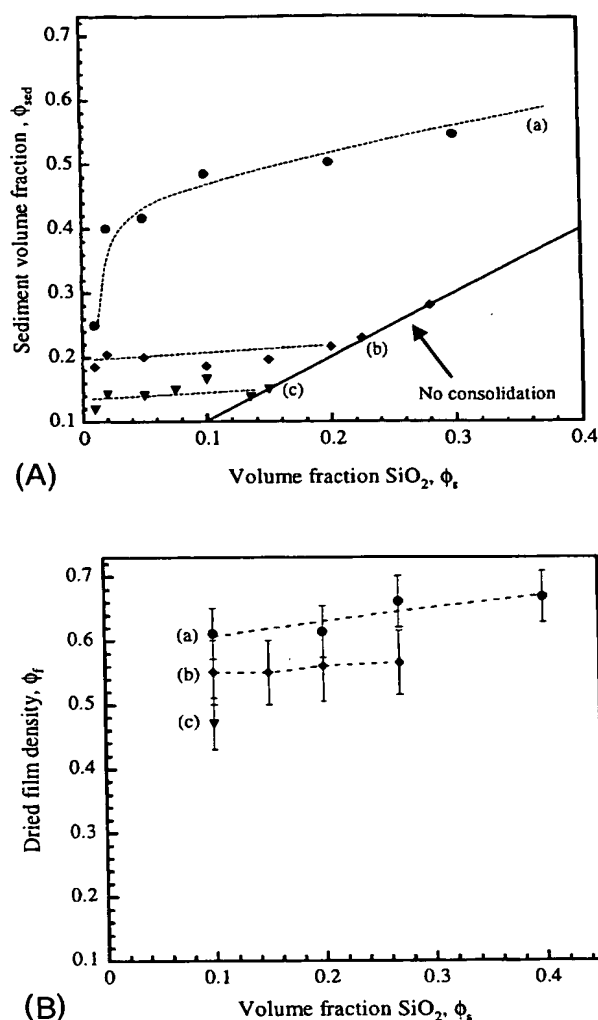 0.7
0.6
0.5
0.4
0.3
0.2
0.1
Sediment volume fraction , ϕsed
(a)
(b)
(c)
No consolidation
0 0.1 0.2 0.3 0.4
Volume fraction SiO2, ϕs
(A)
0.7
0.6
0.5
0.4
0.3
0.2
0.1
Dried film density, ϕf
(a)
(b)
(c)
0 0.1 0.2 0.3 0.4
Volume fraction SiO2, ϕs
(B)